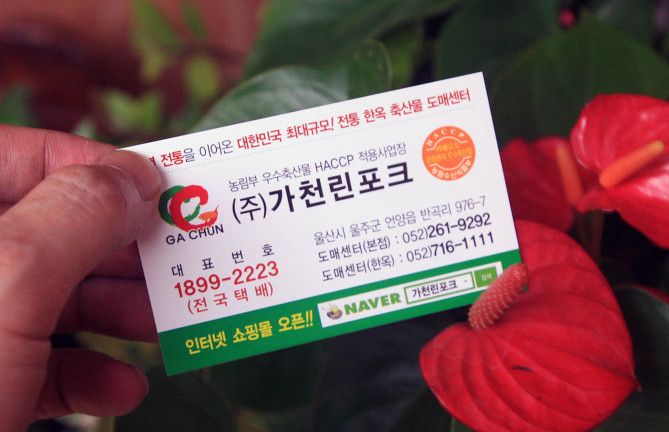 전통을 이어온 대한민국 최대규모! 전통 한옥 축산물 도매센터
농림부 우수축산물 HACCP 적용사업장
(주)가천린포크
GA CHUN
HACCP
울산시 울주군 언양읍 반곡리 976-7
도매센터(본점) : 052)261-9292
도매센터(한옥) : 052)716-1111
대 표 번 호
1899-2223
(전국택배)
인터넷 쇼핑몰 오픈!!
NAVER 가천린포크 검색